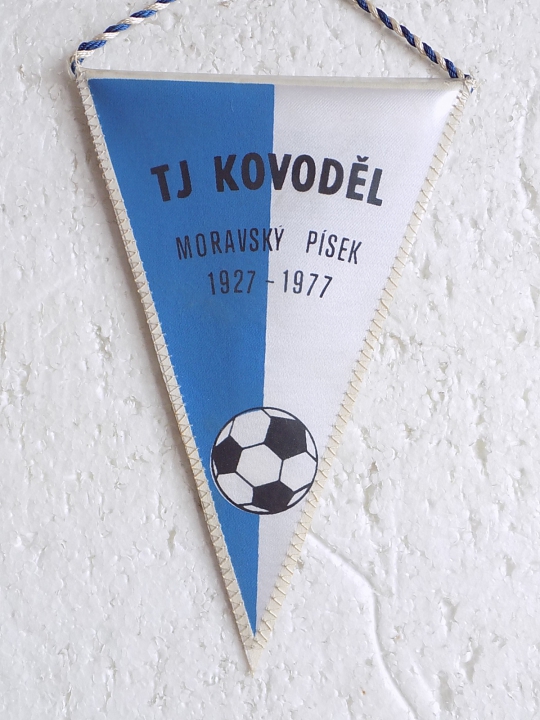 TJ KOVODĚL
MORAVSKÝ PÍSEK
1927-1977